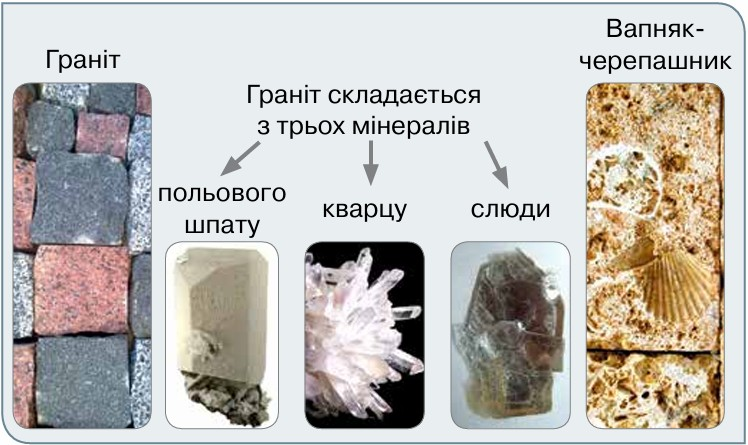 Граніт
Граніт складається
з трьох мінералів
польового
шпату
кварцу
слюди
Вапняк-
черепашник